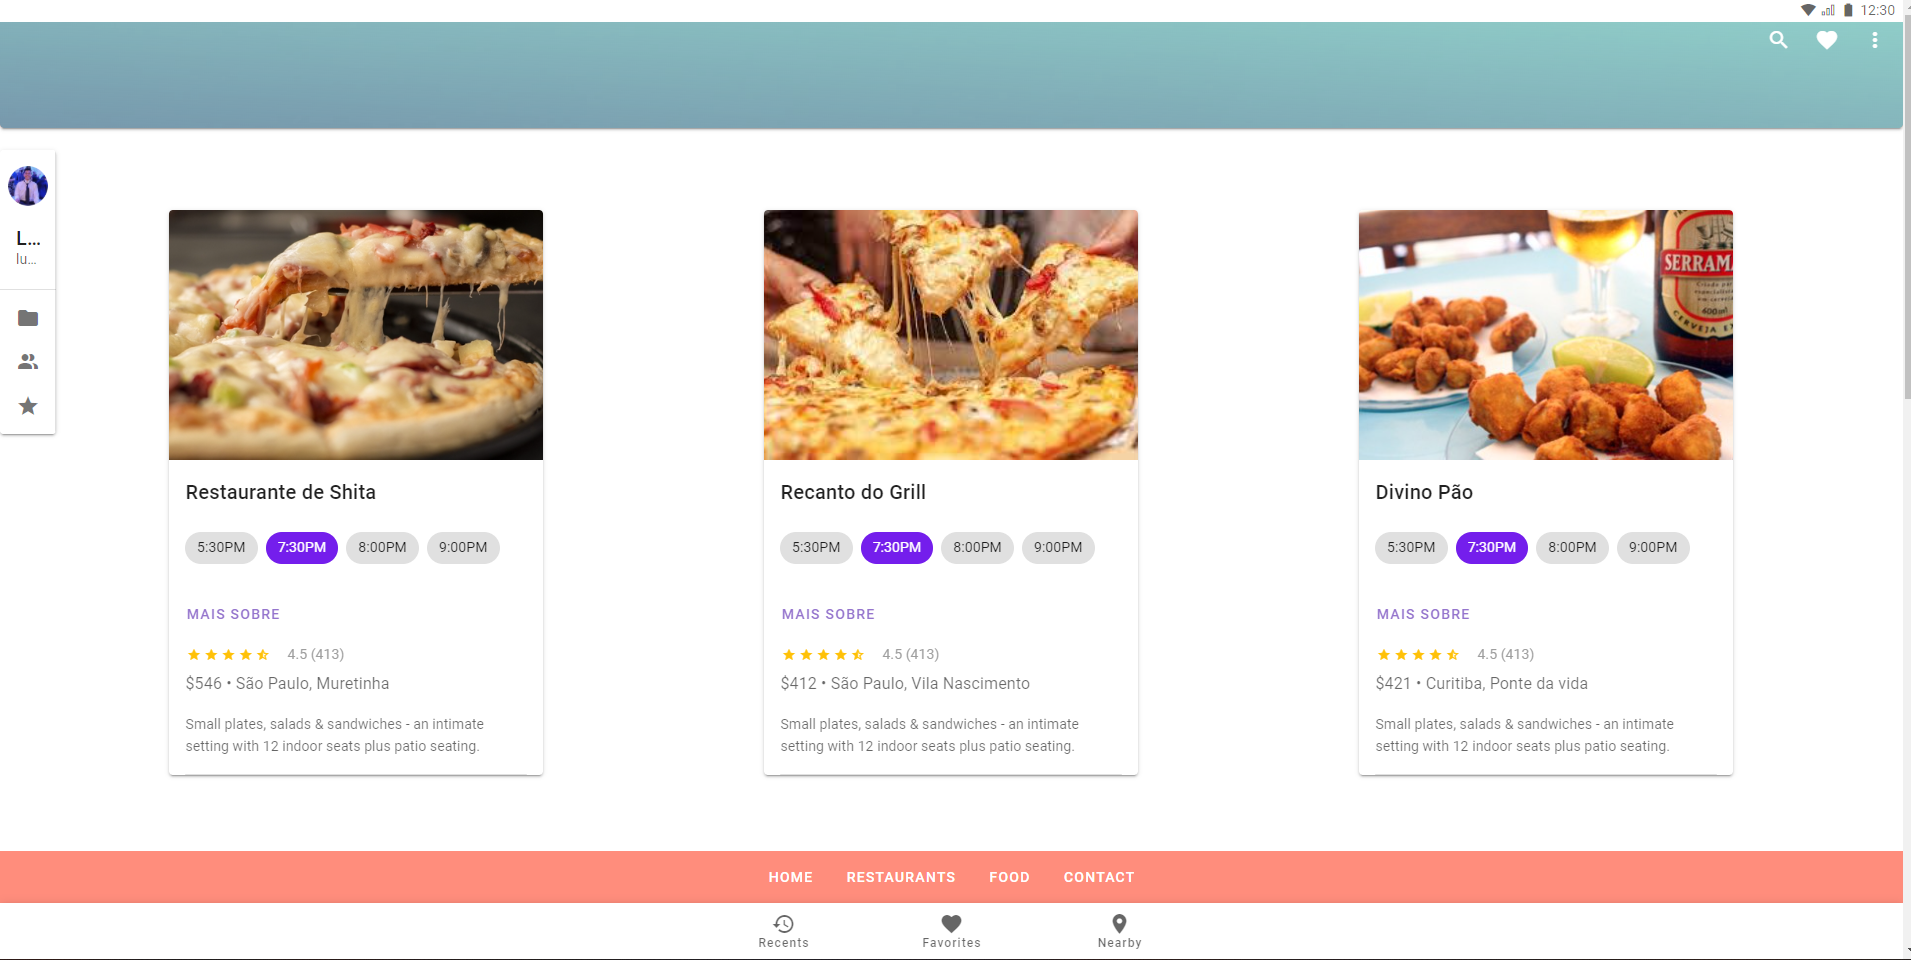 12:30
L...
lu...
SERRAMA
600ml
CERVEJA EX
Restaurante de Shita
5:30PM 7:30PM 8:00PM 9:00PM
MAIS SOBRE
4.5 (413)
$546 • São Paulo, Muretinha
Small plates, salads & sandwiches - an intimate
setting with 12 indoor seats plus patio seating.
Recanto do Grill
5:30PM 7:30PM 8:00PM 9:00PM
MAIS SOBRE
4.5 (413)
$412 • São Paulo, Vila Nascimento
Small plates, salads & sandwiches - an intimate
setting with 12 indoor seats plus patio seating.
Divino Pão
5:30PM 7:30PM 8:00PM 9:00PM
MAIS SOBRE
4.5 (413)
$421 • Curitiba, Ponte da vida
Small plates, salads & sandwiches - an intimate
setting with 12 indoor seats plus patio seating.
HOME RESTAURANTS FOOD CONTACT
Recents Favorites Nearby